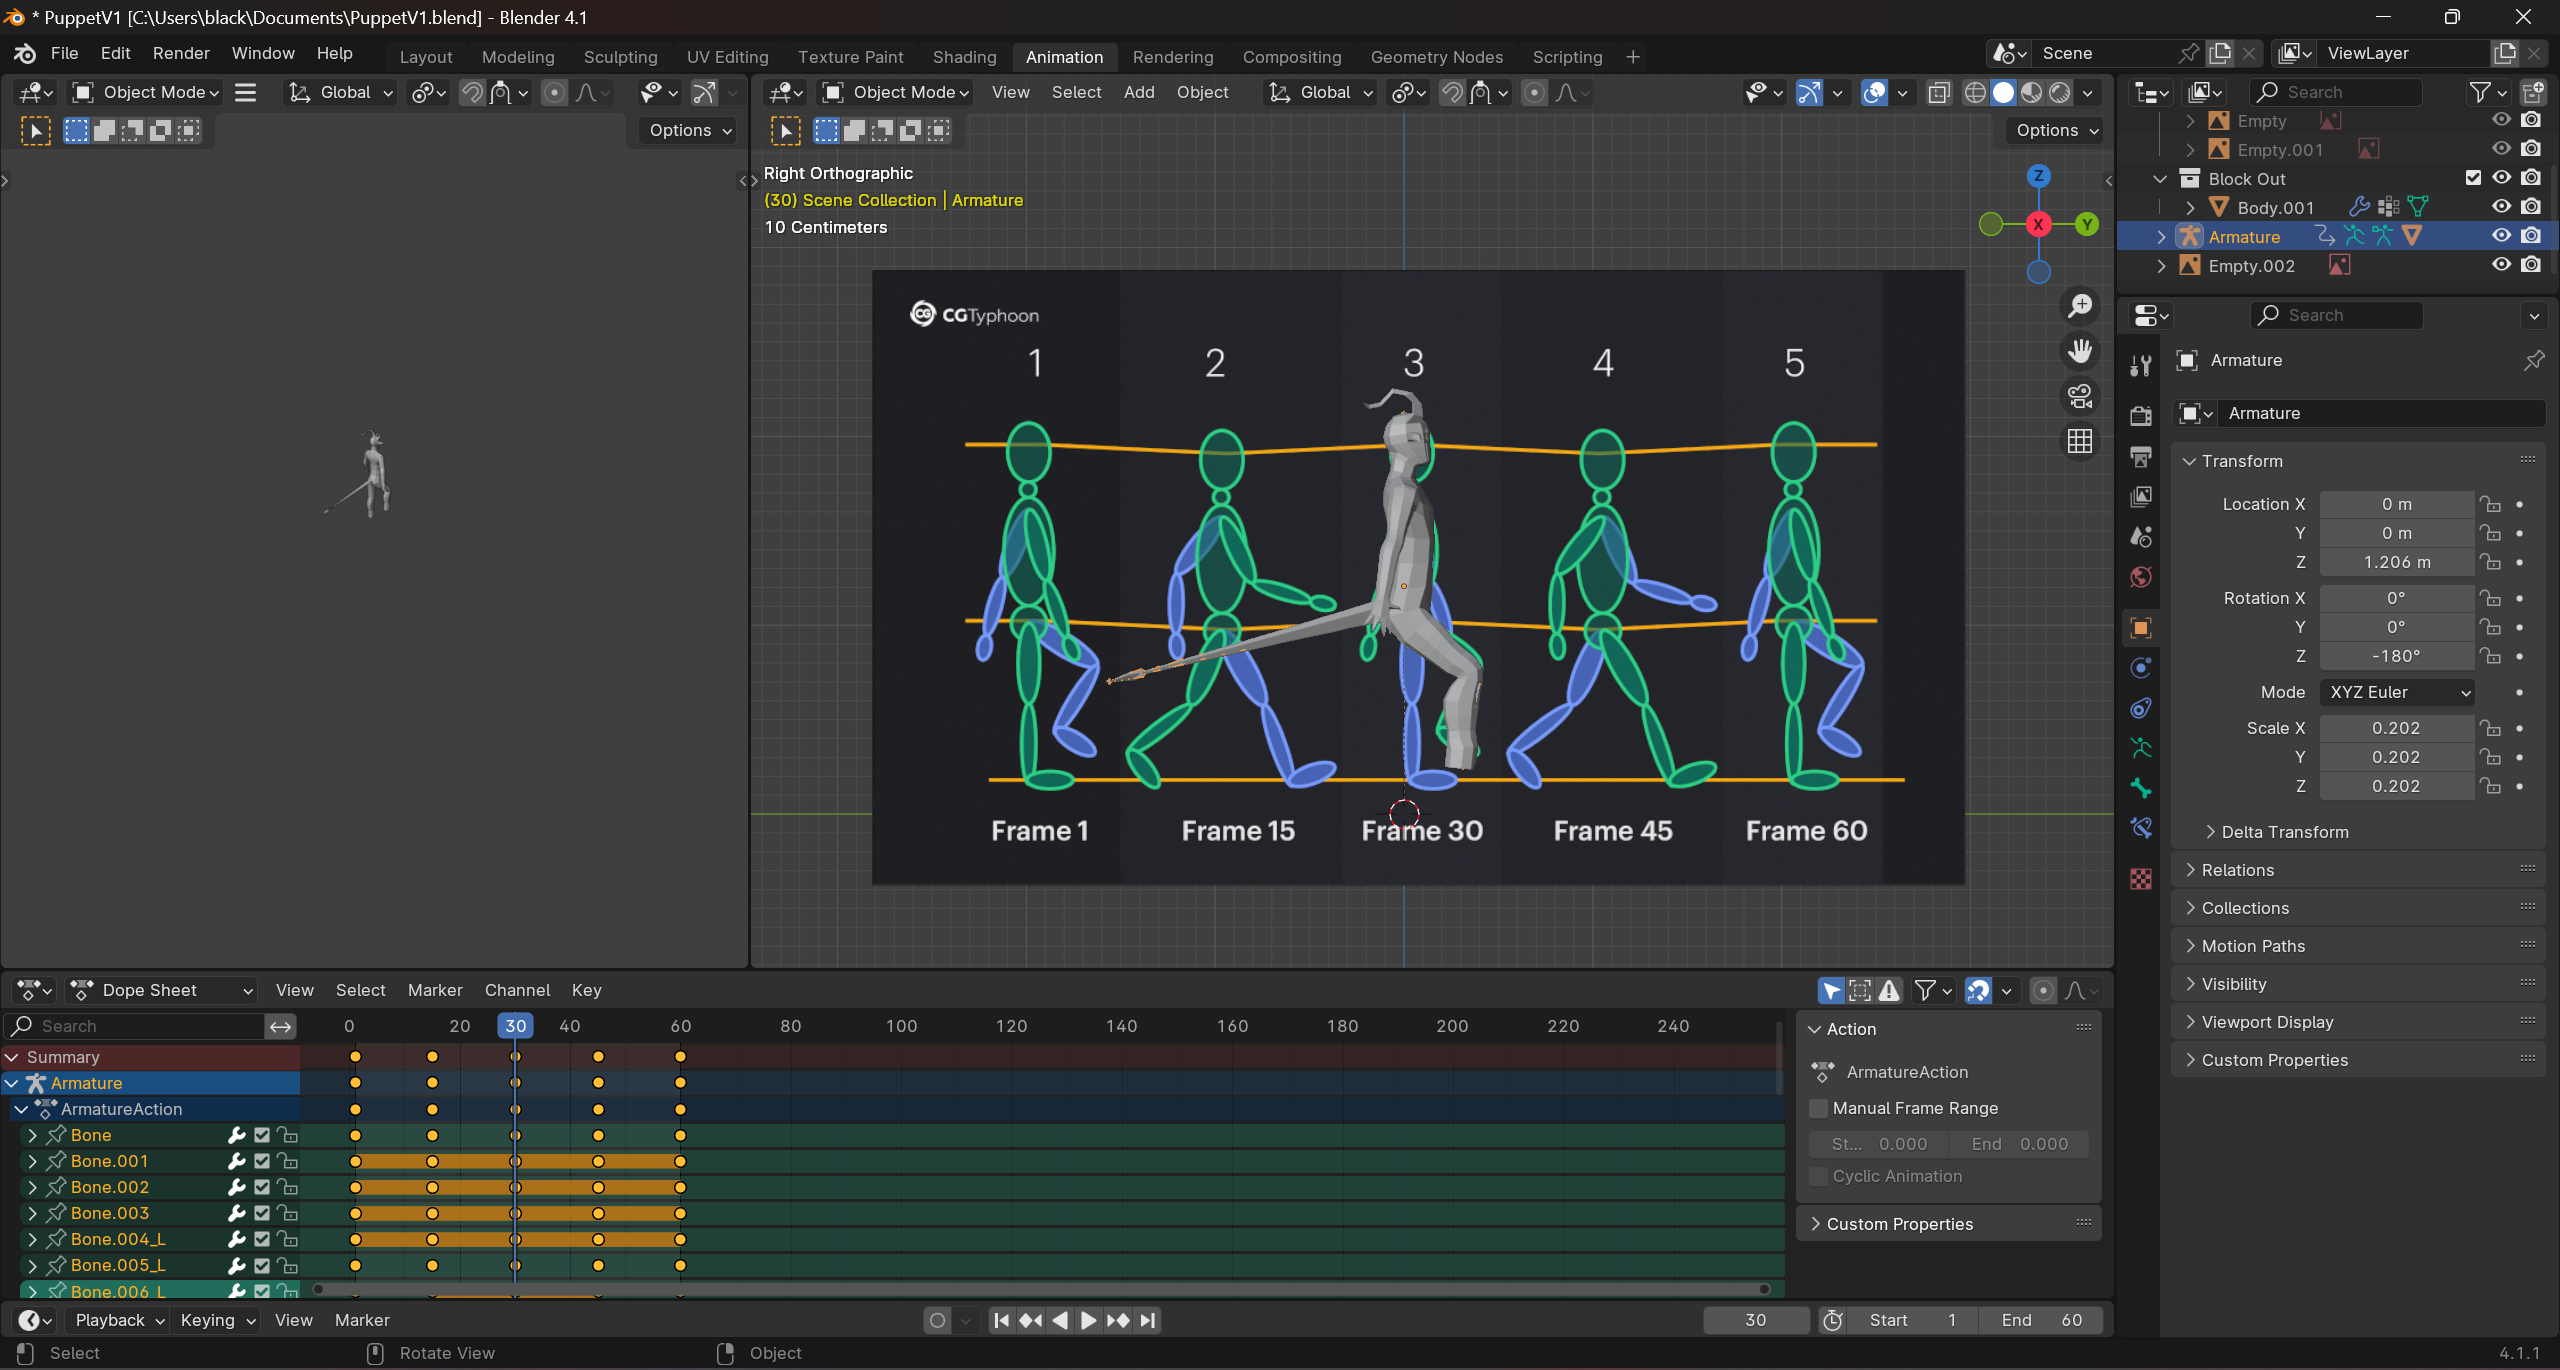 * PuppetV1 [C:\Users\black\Documents\PuppetV1.blend] - Blender 4.1
File Edit Render Window Help Layout Modeling Sculpting UV Editing Texture Paint Shading Animation Rendering Compositing Geometry Nodes Scripting + Scene ViewLayer
Object Mode Global Object Mode View Select Add Object Global Search
Options Options
Empty
Empty.001
Block Out
Body.001
Armature
Empty.002
Right Orthographic
(30) Scene Collection | Armature
10 Centimeters
Z
X
Y
CG CGTyphoon
1 2 3 4 5
Frame 1 Frame 15 Frame 30 Frame 45 Frame 60
Search
Armature
Armature
Transform
Location X 0 m
Y 0 m
Z 1.206 m
Rotation X 0°
Y 0°
Z -180°
Mode XYZ Euler
Scale X 0.202
Y 0.202
Z 0.202
Delta Transform
Relations
Collections
Motion Paths
Visibility
Viewport Display
Custom Properties
Dope Sheet View Select Marker Channel Key
Search 0 20 30 40 60 80 100 120 140 160 180 200 220 240
Summary
Armature
ArmatureAction
Bone
Bone.001
Bone.002
Bone.003
Bone.004_L
Bone.005_L
Bone.006_L
Action
ArmatureAction
Manual Frame Range
St... 0.000 End 0.000
Cyclic Animation
Custom Properties
Playback Keying View Marker 30 Start 1 End 60
Select Rotate View Object 4.1.1